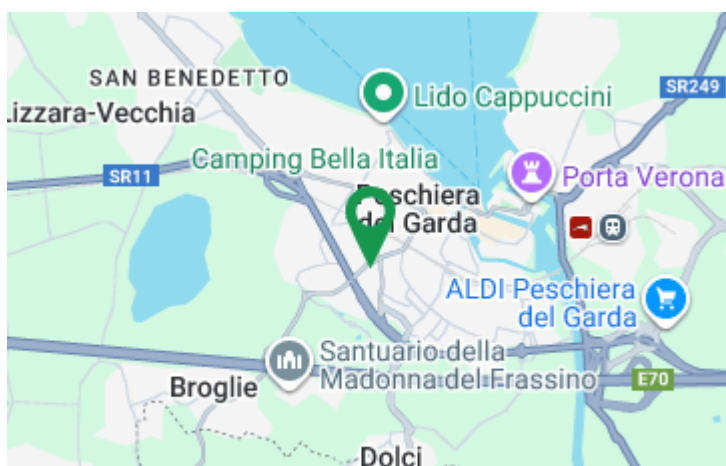 SAN BENEDETTO
Lizzara-Vecchia
Lido Cappuccini
SR249
SR11
Camping Bella Italia
Porta Verona
Peschiera
del Garda
ALDI Peschiera
del Garda
Santuario della
Madonna del Frassino
E70
Broglie
Dolci